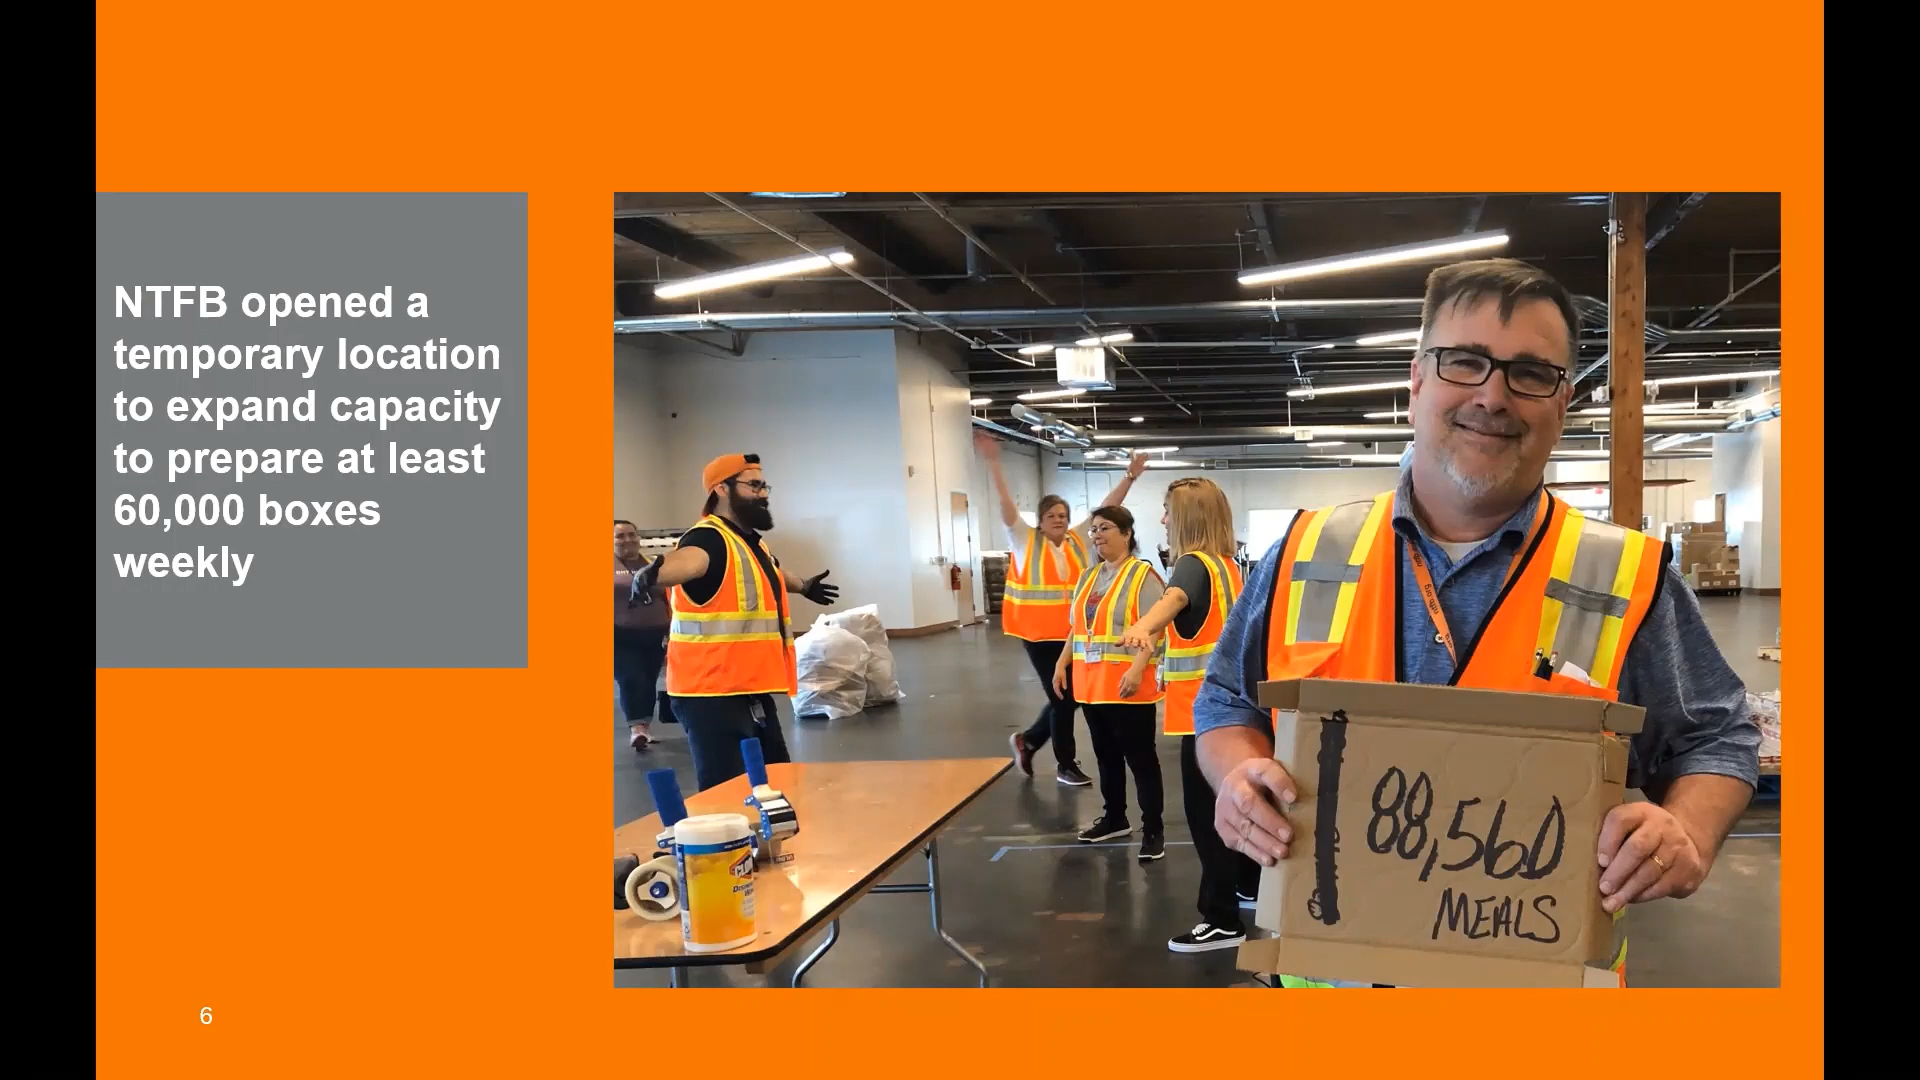 NTFB opened a
temporary location
to expand capacity
to prepare at least
60,000 boxes
weekly
88,560
MEALS
6